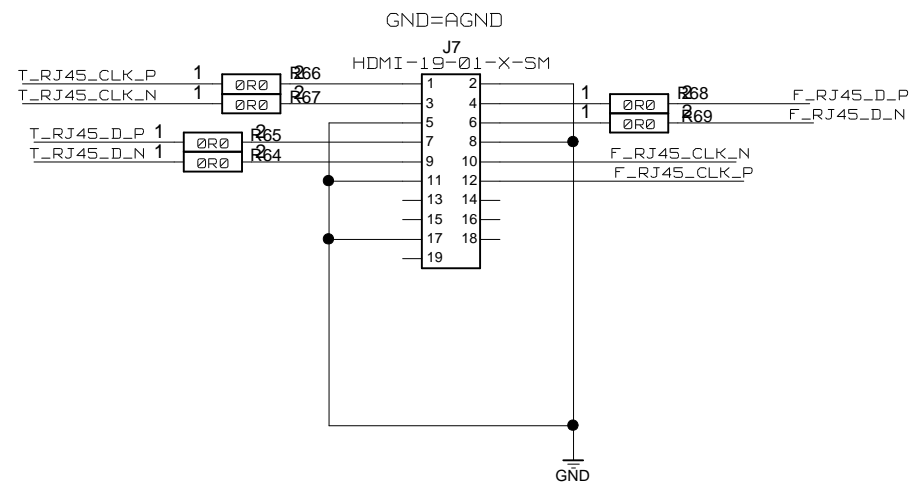 GND=AGND
J7
HDMI-19-01-X-SM
T_RJ45_CLK_P 1 0R0 2 R66 1 2
T_RJ45_CLK_N 1 0R0 2 R67 3 4 1 0R0 2 R68 F_RJ45_D_P
5 6 1 0R0 2 R69 F_RJ45_D_N
T_RJ45_D_P 1 0R0 2 R65 7 8
T_RJ45_D_N 1 0R0 2 R64 9 10 F_RJ45_CLK_N
11 12 F_RJ45_CLK_P
13 14
15 16
17 18
19
GND